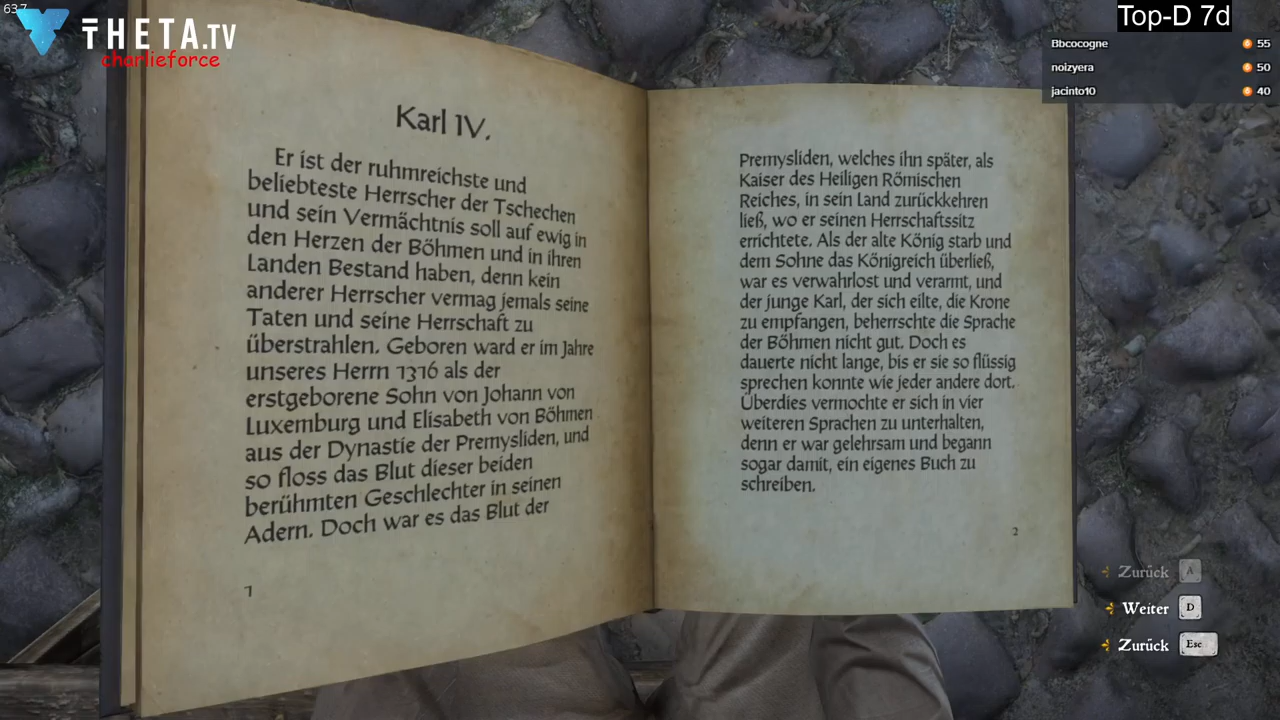 637
THETA.TV
charlieforce
Top-D 7d
Bbcocogne 55
noizyera 50
jacinto10 40
Karl IV.
Er ist der ruhmreichste und
beliebteste Herrscher der Tschechen
und sein Vermächtnis soll auf ewig in
den Herzen der Böhmen und in ihren
Landen Bestand haben, denn kein
anderer Herrscher vermag jemals seine
Taten und seine Herrschaft zu
überstrahlen. Geboren ward er im Jahre
unseres Herrn 1316 als der
erstgeborene Sohn von Johann von
Luxemburg und Elisabeth von Böhmen
aus der Dynastie der Premysliden, und
so floss das Blut dieser beiden
berühmten Geschlechter in seinen
Adern. Doch war es das Blut der
1
Premysliden, welches ihn später, als
Kaiser des Heiligen Römischen
Reiches, in sein Land zurückkehren
ließ, wo er seinen Herrschaftssitz
errichtete. Als der alte König starb und
dem Sohne das Königreich überließ,
war es verwahrlost und verarmt, und
der junge Karl, der sich eilte, die Krone
zu empfangen, beherrschte die Sprache
der Böhmen nicht gut. Doch es
dauerte nicht lange, bis er sie so flüssig
sprechen konnte wie jeder andere dort.
Überdies vermochte er sich in vier
weiteren Sprachen zu unterhalten,
denn er war gelehrsam und begann
sogar damit, ein eigenes Buch zu
schreiben.
2
Zurück A
Weiter D
Zurück Esc